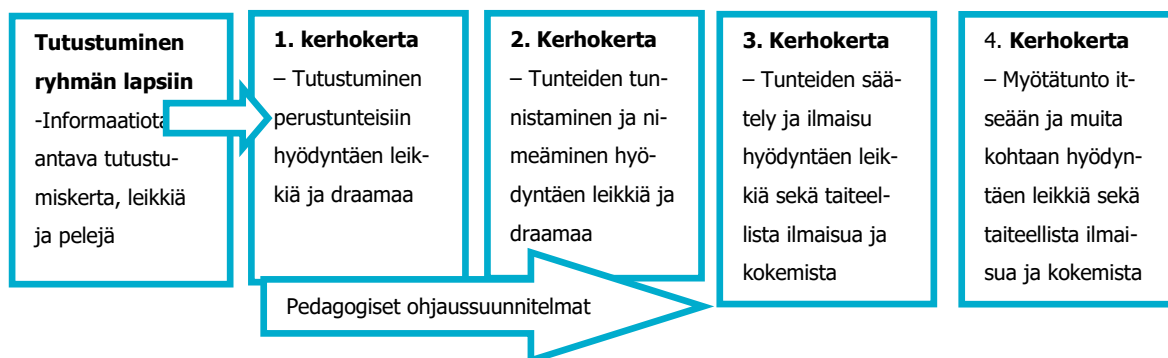 Tutustuminen
ryhmän lapsiin
-Informaatiota
antava tutustu-
miskerta, leikkiä
ja pelejä
1. kerhokerta
– Tutustuminen
perustunteisiin
hyödyntäen leik-
kiä ja draamaa
2. Kerhokerta
– Tunteiden tun-
nistaminen ja ni-
meäminen hyö-
dyntäen leikkiä ja
draamaa
3. Kerhokerta
– Tunteiden sää-
tely ja ilmaisu
hyödyntäen leik-
kiä sekä taiteel-
lista ilmaisua ja
kokemista
4. Kerhokerta
– Myötätunto it-
seään ja muita
kohtaan hyödyn-
täen leikkiä sekä
taiteellista ilmai-
sua ja kokemista
Pedagogiset ohjaussuunnitelmat